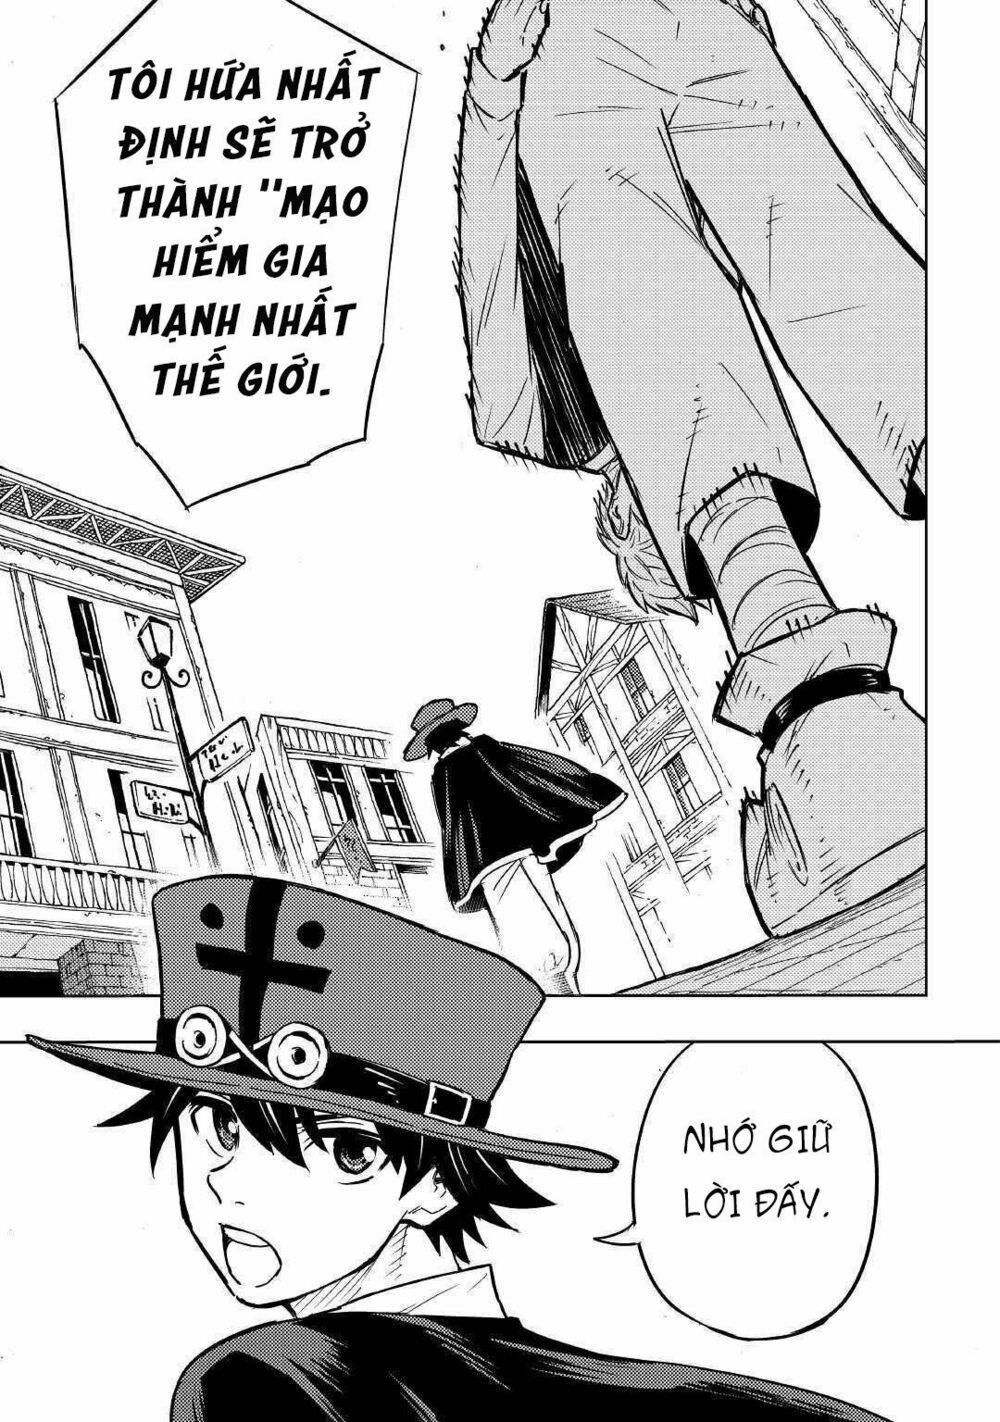 TÔI HỨA NHẤT
ĐỊNH SẼ TRỞ
THÀNH "MẠO
HIỂM GIA
MẠNH NHẤT
THẾ GIỚI.
NHỚ GIỮ
LỜI ĐẤY.